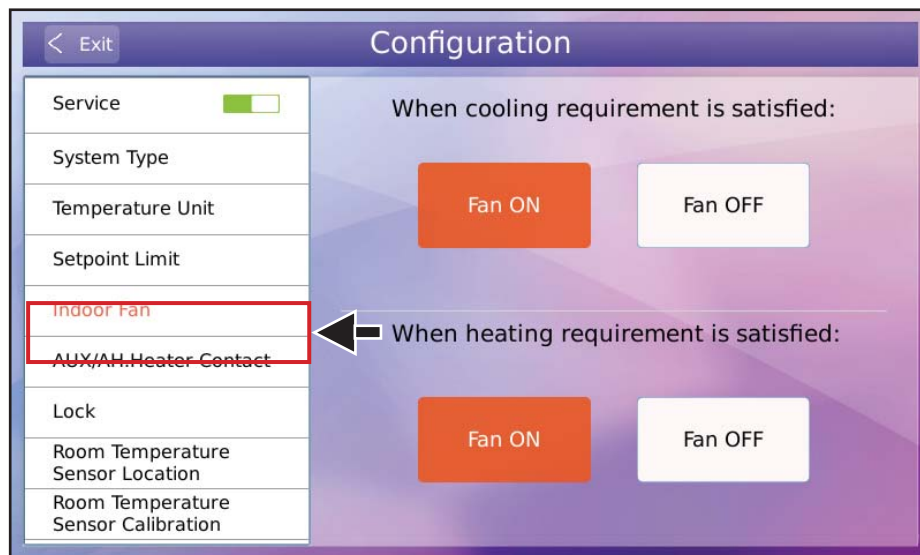 Exit
Configuration
Service
System Type
Temperature Unit
Setpoint Limit
Indoor Fan
AUX/AH.Heater Contact
Lock
Room Temperature
Sensor Location
Room Temperature
Sensor Calibration
When cooling requirement is satisfied:
Fan ON
Fan OFF
When heating requirement is satisfied:
Fan ON
Fan OFF